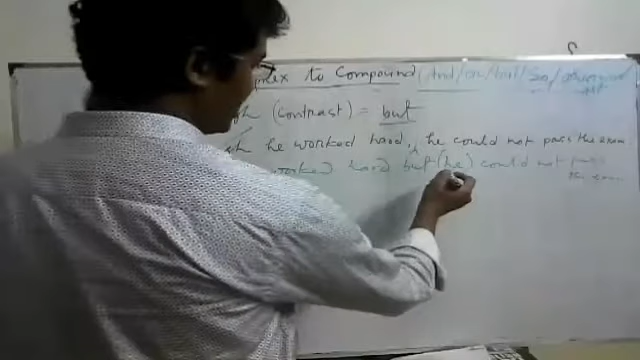 to Compound (and/or/but/so/
(contrast) = but
he worked hard, he could not pass the exam
worked hard but (he) could not pass
the exam